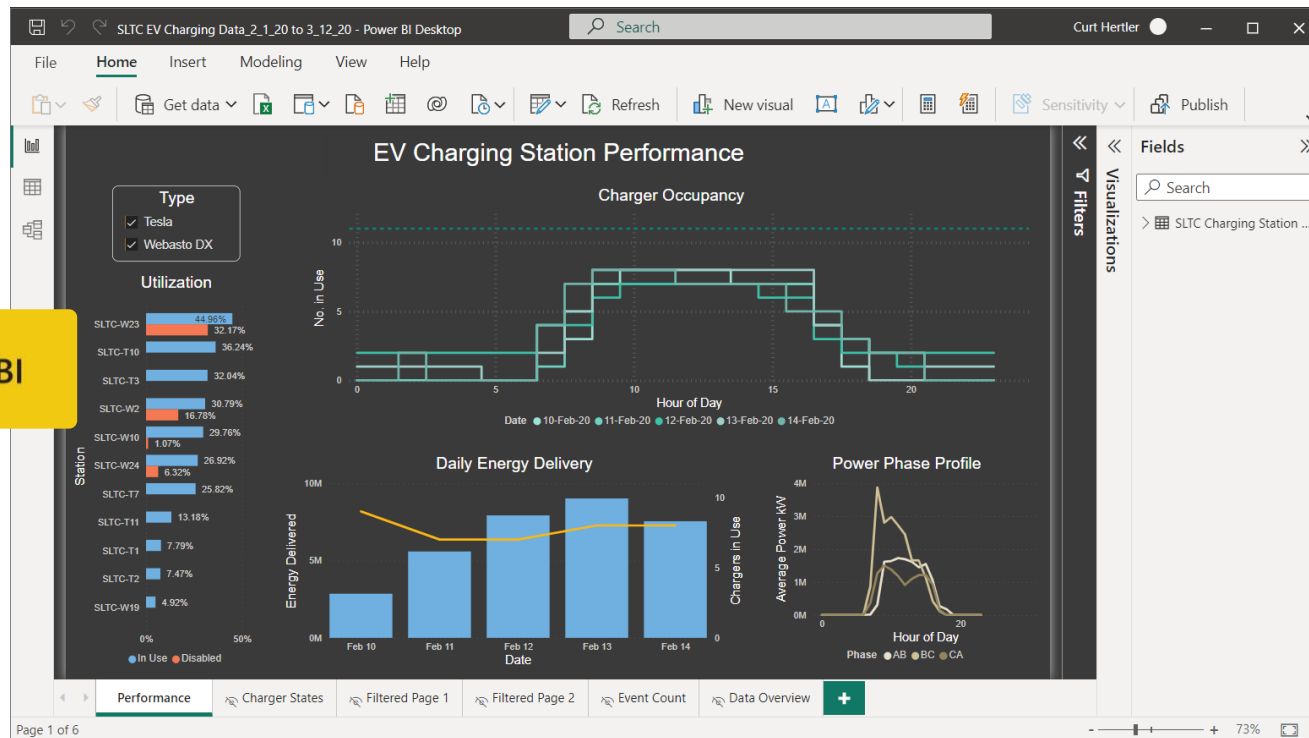 SLTC EV Charging Data_2_1_20 to 3_12_20 - Power BI Desktop
Search
Curt Hertler
File Home Insert Modeling View Help
Get data
Refresh
New visual
Sensitivity
Publish
EV Charging Station Performance
Type
Tesla
Webasto DX
Utilization
Station
SLTC-W23 44.96%
32.17%
SLTC-T10 36.24%
SLTC-T3 32.04%
SLTC-W2 30.79%
16.78%
SLTC-W10 29.76%
1.07%
SLTC-W24 26.92%
6.32%
SLTC-T7 25.82%
SLTC-T11 13.18%
SLTC-T1 7.79%
SLTC-T2 7.47%
SLTC-W19 4.92%
0% 50%
In Use Disabled
BI
Charger Occupancy
No. in Use
10
5
0
0 5 10 15 20
Hour of Day
Date 10-Feb-20 11-Feb-20 12-Feb-20 13-Feb-20 14-Feb-20
Daily Energy Delivery
Energy Delivered
10M
5M
0M
Chargers in Use
10
5
0
Feb 10 Feb 11 Feb 12 Feb 13 Feb 14
Date
Power Phase Profile
Average Power kW
4M
3M
2M
1M
0M
0 20
Hour of Day
Phase AB BC CA
Filters
Visualizations
Fields
Search
SLTC Charging Station ...
Performance Charger States Filtered Page 1 Filtered Page 2 Event Count Data Overview
Page 1 of 6
- + 73%